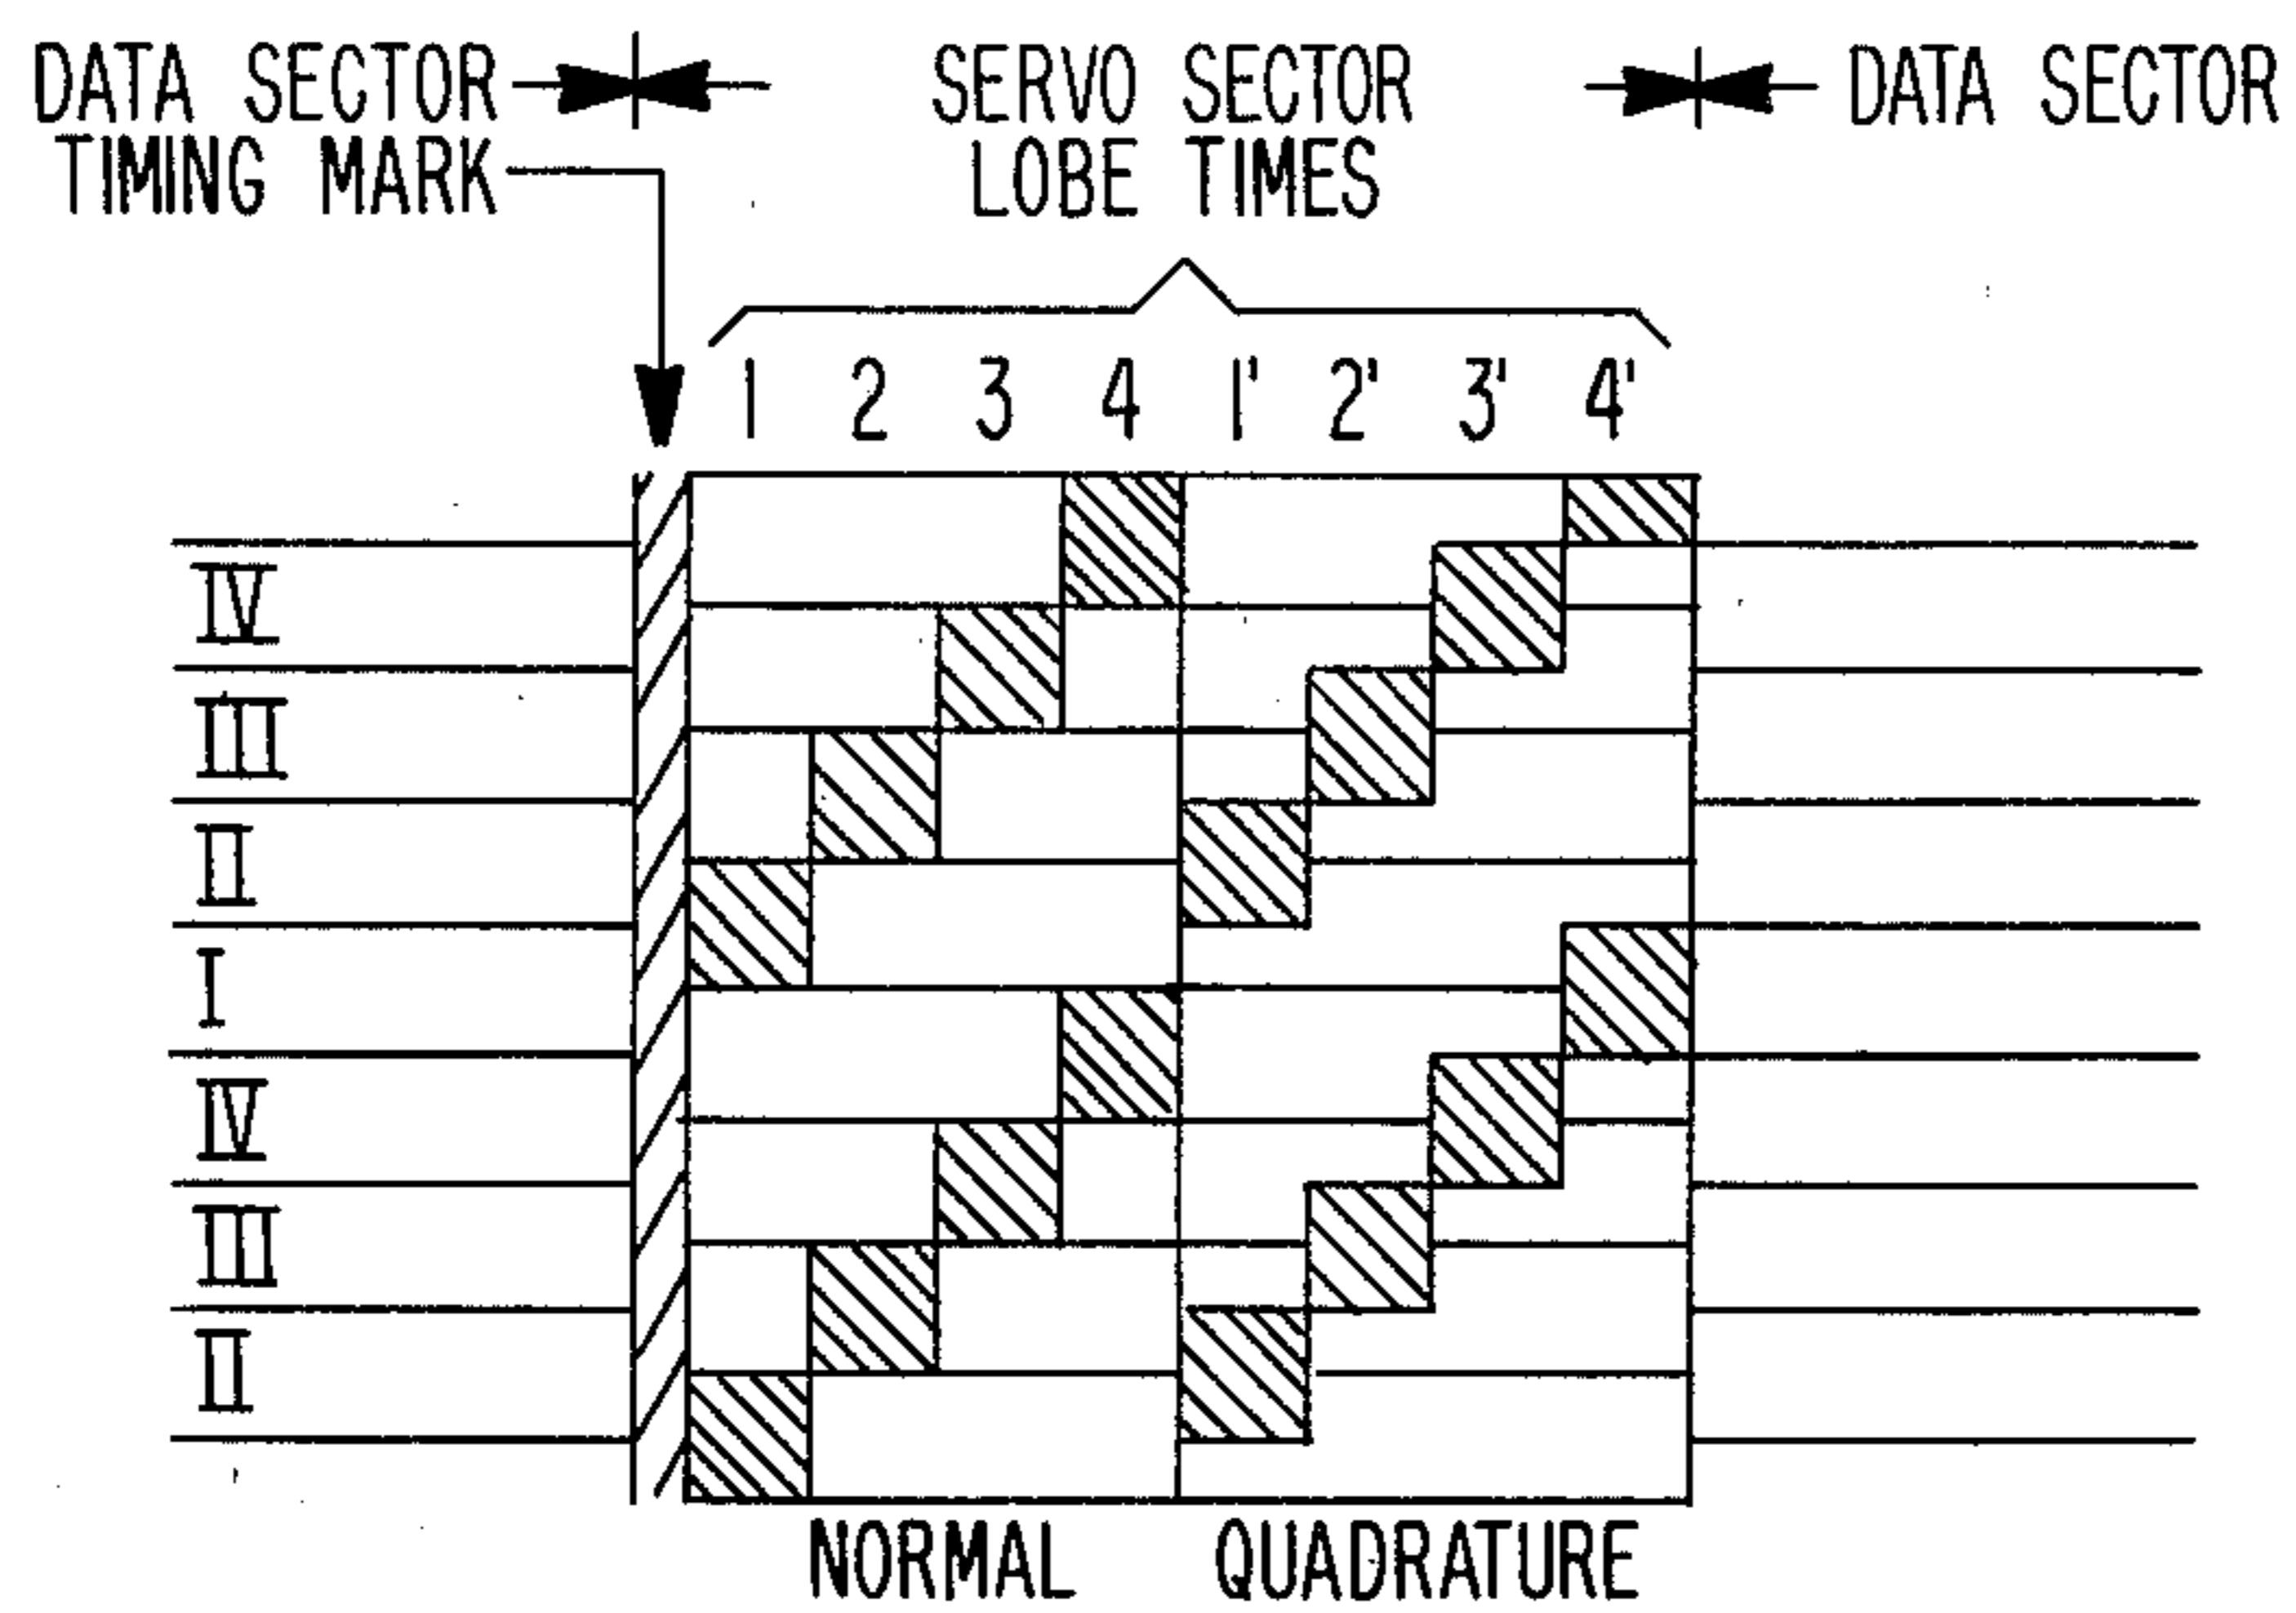 DATA SECTOR
SERVO SECTOR
DATA SECTOR
TIMING MARK
LOBE TIMES
1 2 3 4 1' 2' 3' 4'
IV
III
II
I
IV
III
II
NORMAL QUADRATURE